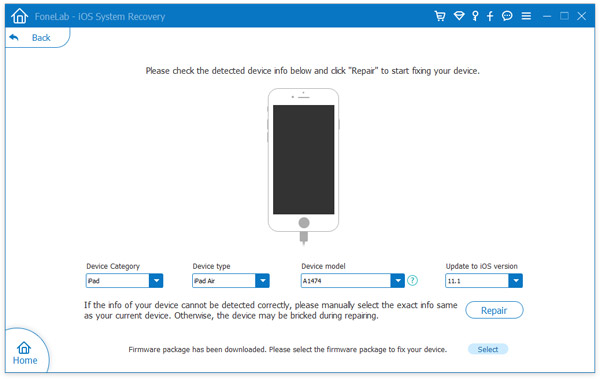 FoneLab - iOS System Recovery
Back
Please check the detected device info below and click "Repair" to start fixing your device.
Device Category
Device type
Device model
Update to iOS version
iPad
iPad Air
A1474
?
11.1
If the info of your device cannot be detected correctly, please manually select the exact info same
as your current device. Otherwise, the device may be bricked during repairing.
Repair
Home
Firmware package has been downloaded. Please select the firmware package to fix your device.
Select